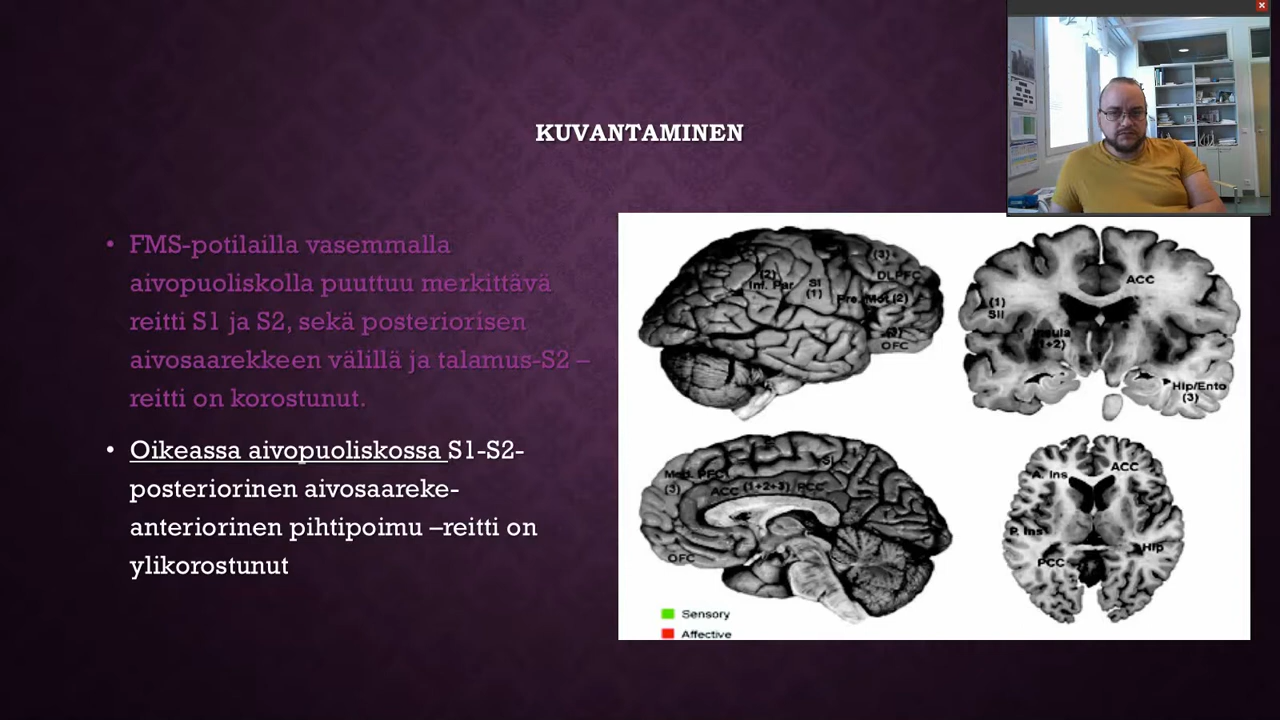 KUVANTAMINEN
• FMS-potilailla vasemmalla
aivopuoliskolla puuttuu merkittävä
reitti S1 ja S2, sekä posteriorisen
aivosaarekkeen välillä ja talamus-S2 –
reitti on korostunut.
• Oikeassa aivopuoliskossa S1-S2-
posteriorinen aivosaareke-
anteriorinen pihtipoimu –reitti on
ylikorostunut
(3)
DLPFC
(2)
Inf. Par
SI
(1)
Pre. Mot (2)
(3)
OFC
ACC
(1)
SII
Insula
(1+2)
Hip/Ento
(3)
Med. PFC
(3)
SI
ACC (1+2+3) PCC
OFC
A. Ins
ACC
P. Ins
Hip
PCC
Sensory
Affective